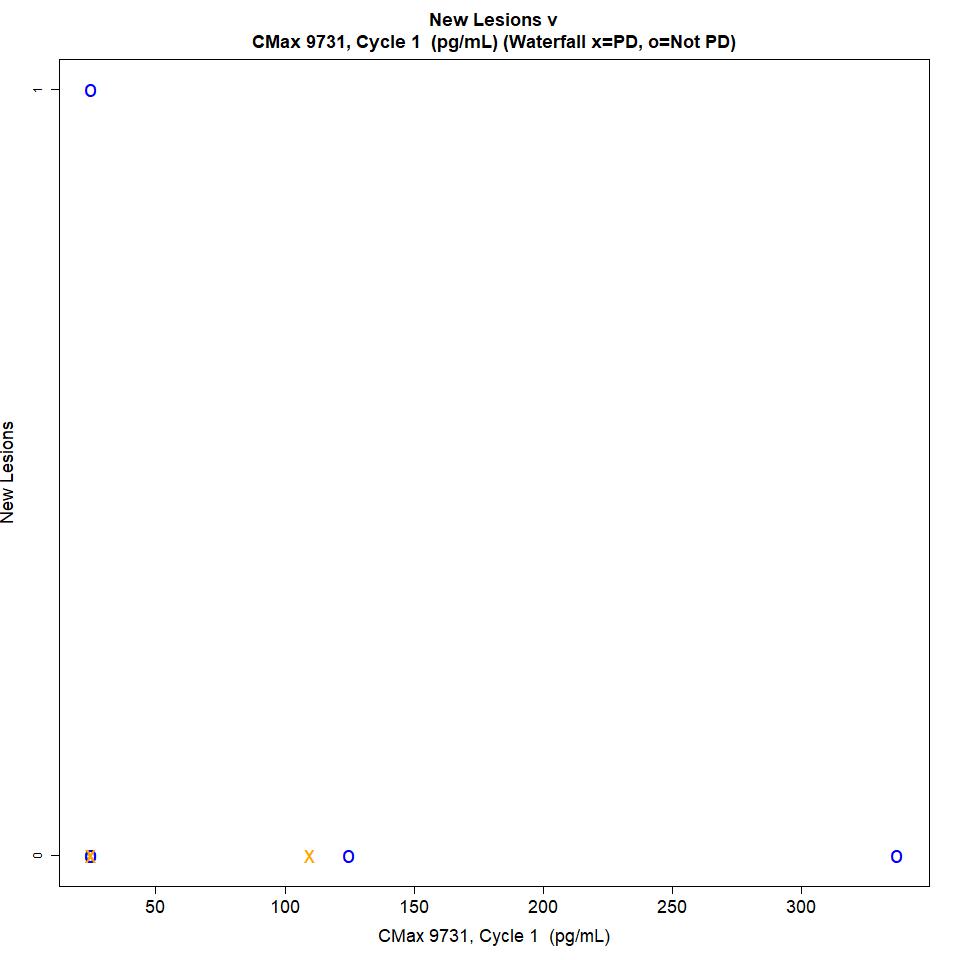 New Lesions v
CMax 9731, Cycle 1  (pg/mL) (Waterfall x=PD, o=Not PD)
1
O
New Lesions
0
O
X
X
O
O
50
100
150
200
250
300
CMax 9731, Cycle 1  (pg/mL)